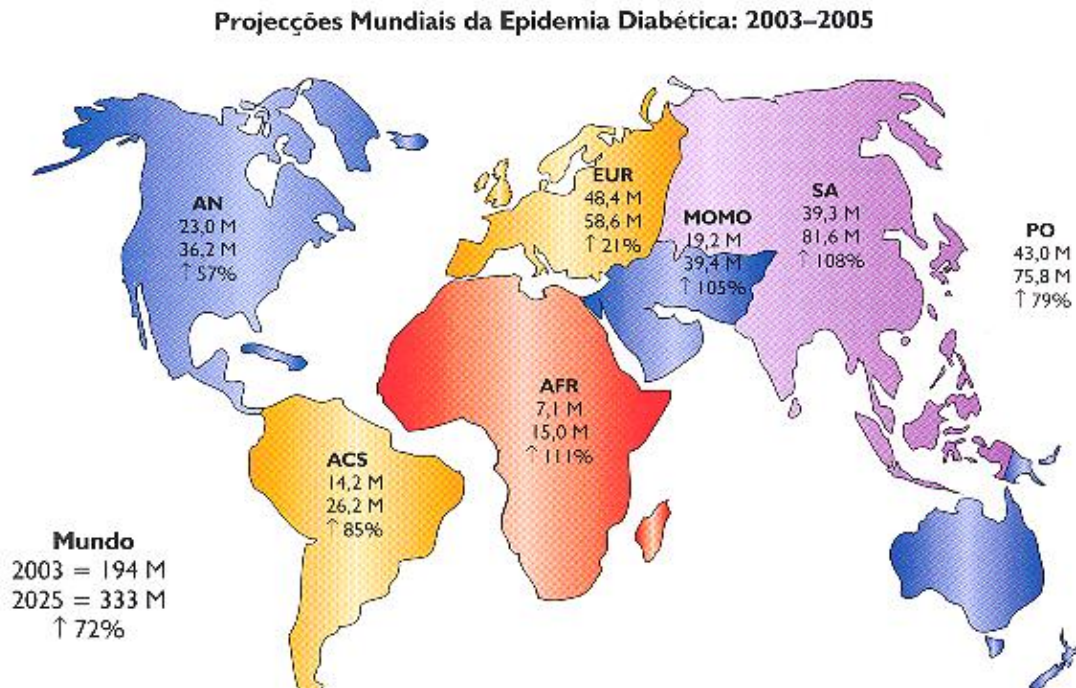 Projecções Mundiais da Epidemia Diabética: 2003–2005
AN
23,0 M
36,2 M
↑ 57%
EUR
48,4 M
58,6 M
↑ 21%
MOMO
19,2 M
39,4 M
↑ 105%
SA
39,3 M
81,6 M
↑ 108%
PO
43,0 M
75,8 M
↑ 79%
AFR
7,1 M
15,0 M
↑ 111%
ACS
14,2 M
26,2 M
↑ 85%
Mundo
2003 = 194 M
2025 = 333 M
↑ 72%